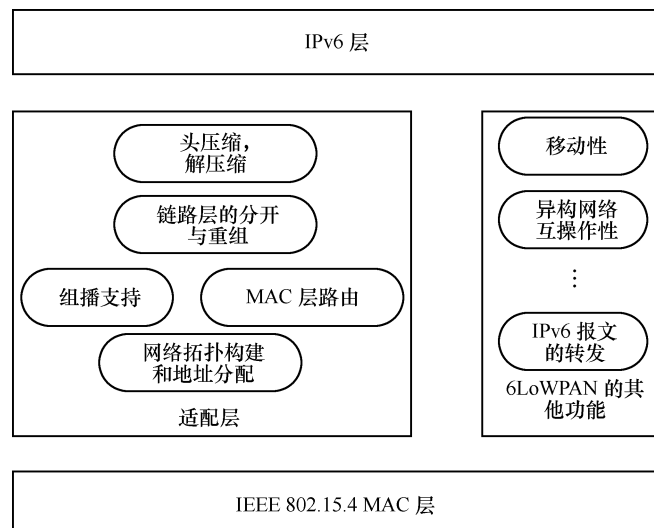 IPv6 层
头压缩，
解压缩
链路层的分开
与重组
组播支持
MAC 层路由
网络拓扑构建
和地址分配
适配层
移动性
异构网络
互操作性
⋮
IPv6 报文
的转发
6LoWPAN 的其
他功能
IEEE 802.15.4 MAC 层